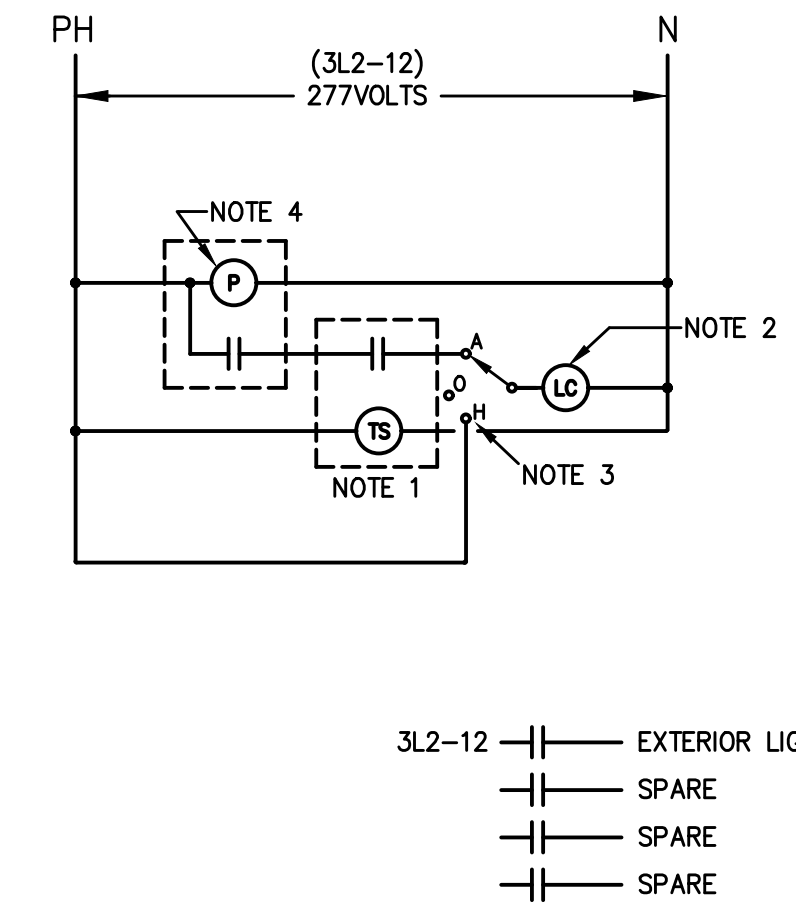 PH
N
(3L2-12)
277VOLTS
NOTE 4
P
A
NOTE 2
O
LC
H
TS
NOTE 3
NOTE 1
3L2-12 EXTERIOR
SPARE
SPARE
SPARE